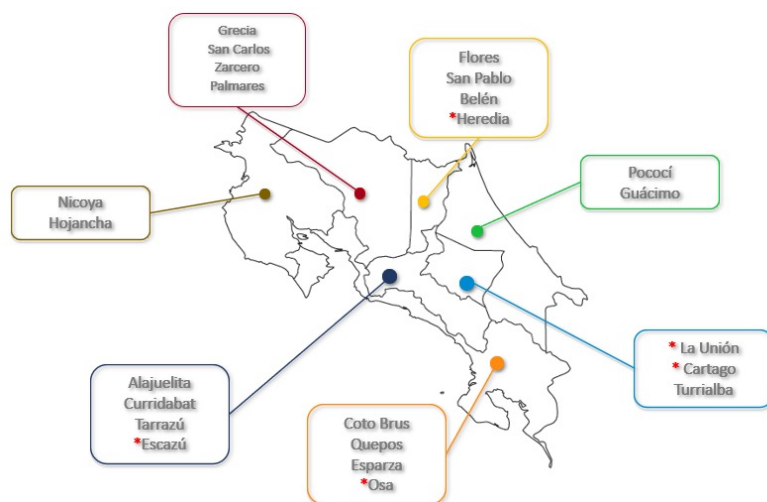 Grecia
San Carlos
Zarcero
Palmares
Flores
San Pablo
Belén
*Heredia
Nicoya
Hojancha
Pococí
Guácimo
Alajuelita
Curridabat
Tarrazú
*Escazú
Coto Brus
Quepos
Esparza
*Osa
* La Unión
* Cartago
Turrialba